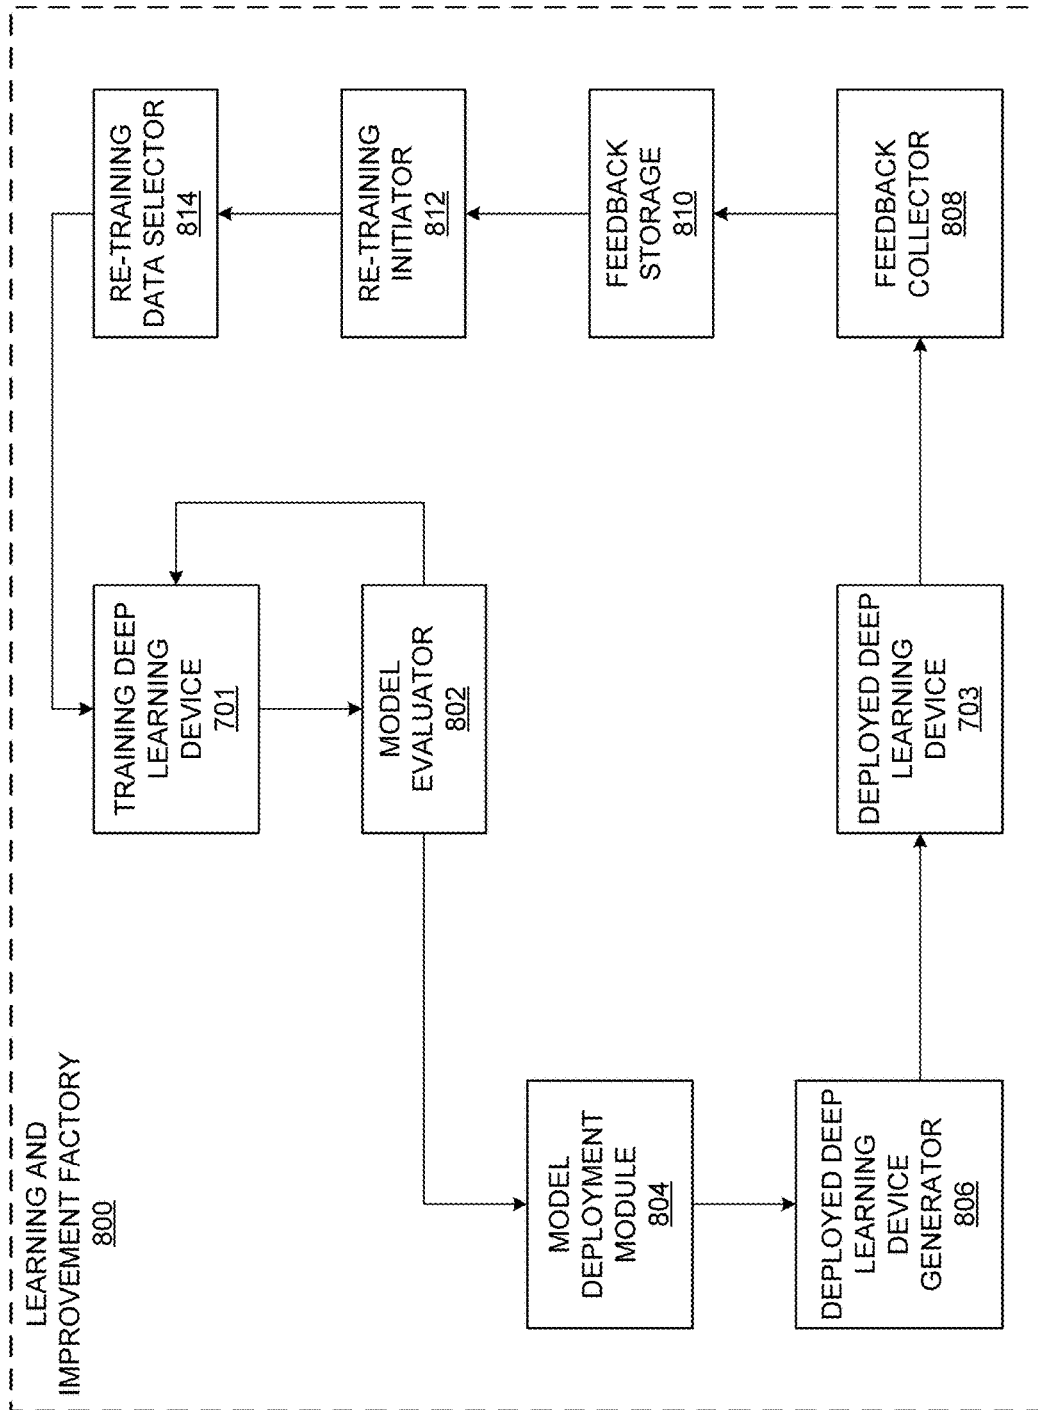 LEARNING AND
IMPROVEMENT FACTORY
800
TRAINING DEEP
LEARNING
DEVICE
701
RE-TRAINING
DATA SELECTOR
814
MODEL
EVALUATOR
802
RE-TRAINING
INITIATOR
812
MODEL
DEPLOYMENT
MODULE
804
FEEDBACK
STORAGE
810
DEPLOYED DEEP
LEARNING
DEVICE
GENERATOR
806
DEPLOYED DEEP
LEARNING
DEVICE
703
FEEDBACK
COLLECTOR
808